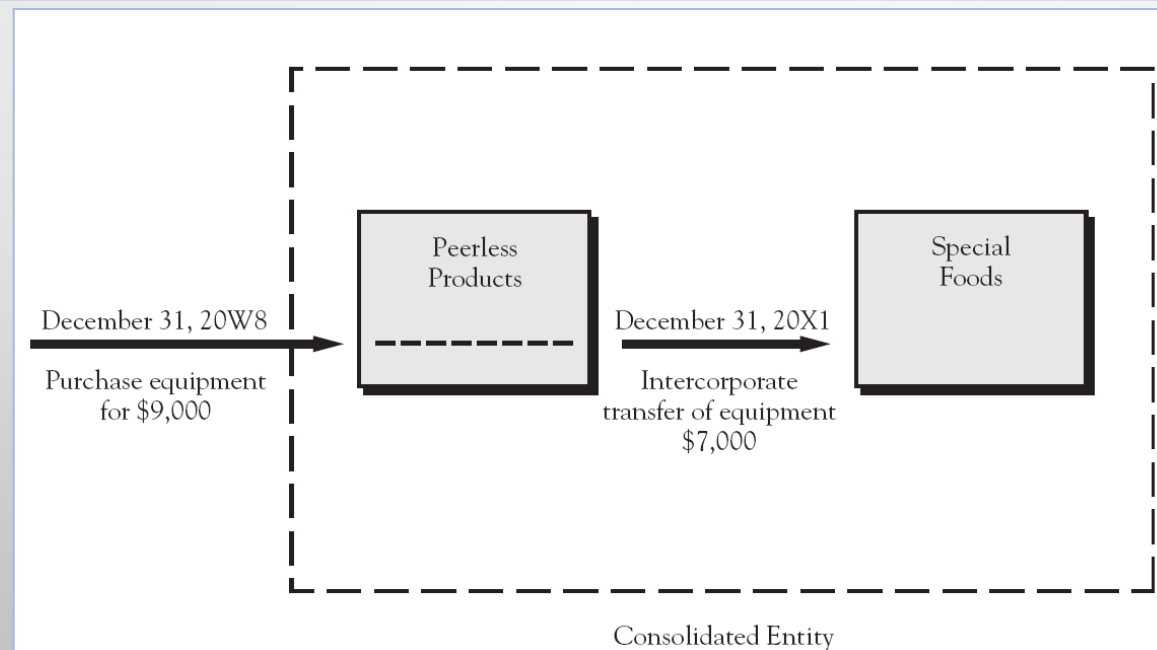 Peerless
Products
Special
Foods
December 31, 20W8
December 31, 20X1
Purchase equipment
for $9,000
Intercorporate
transfer of equipment
$7,000
Consolidated Entity